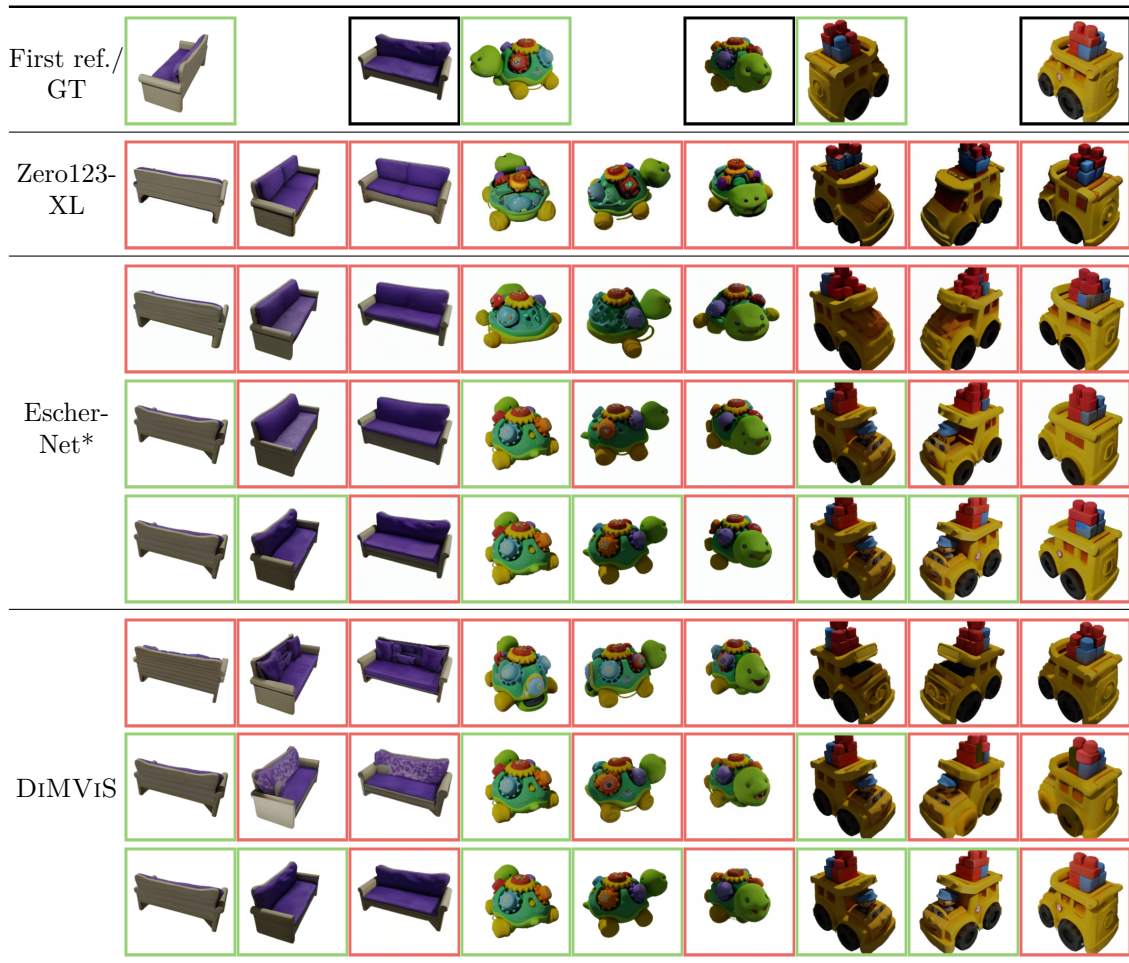 First ref./
GT
Zero123-
XL
Escher-
Net*
DIMVIS